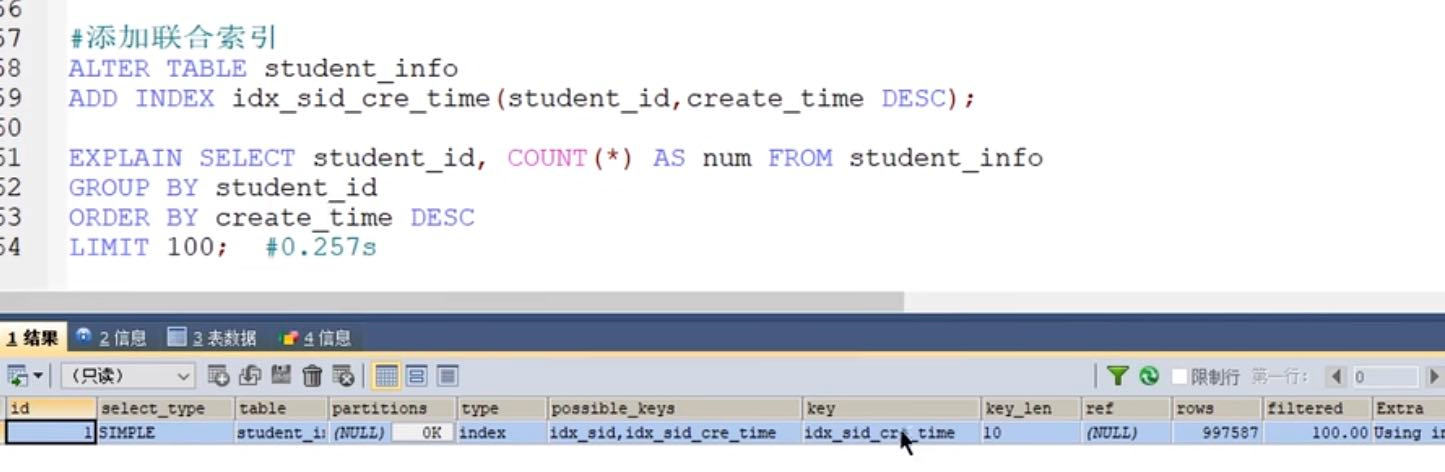 56
57 #添加联合索引
58 ALTER TABLE student_info
59 ADD INDEX idx_sid_cre_time(student_id,create_time DESC);
60
61 EXPLAIN SELECT student_id, COUNT(*) AS num FROM student_info
62 GROUP BY student_id
63 ORDER BY create_time DESC
64 LIMIT 100; #0.257s
1 结果 2 信息 3 表数据 4 信息
(只读) 限制行 第一行: 0
id select_type table partitions type possible_keys key key_len ref rows filtered Extra
1 SIMPLE student_i (NULL) 0K index idx_sid,idx_sid_cre_time idx_sid_cre_time 10 (NULL) 997587 100.00 Using i